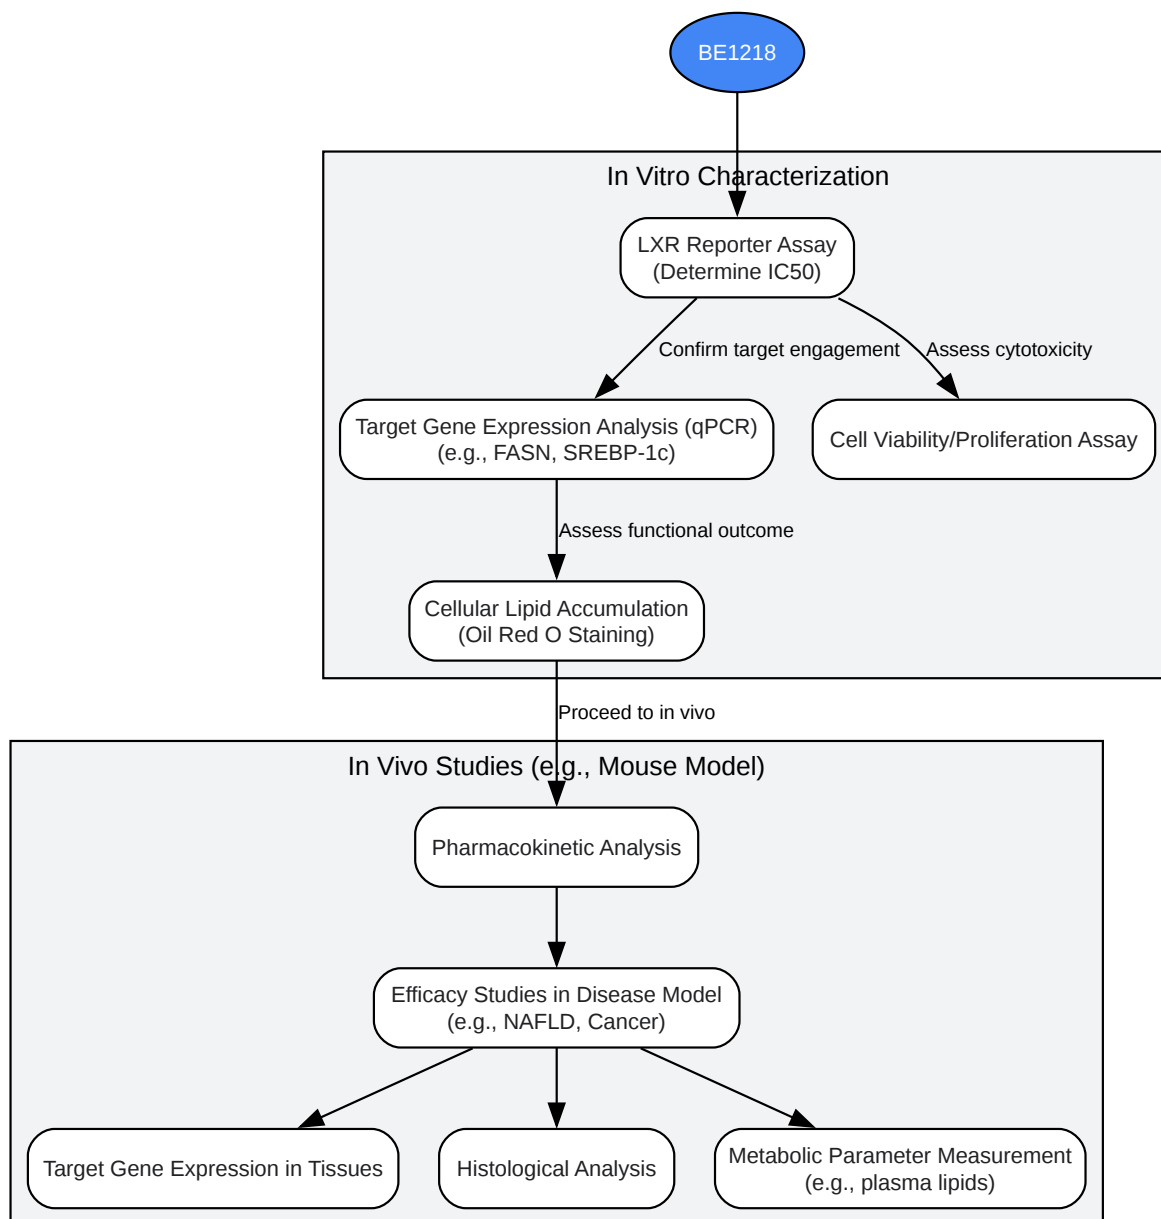 BE1218
In Vitro Characterization
LXR Reporter Assay
(Determine IC50)
Confirm target engagement
Assess cytotoxicity
Target Gene Expression Analysis (qPCR)
(e.g., FASN, SREBP-1c)
Cell Viability/Proliferation Assay
Assess functional outcome
Cellular Lipid Accumulation
(Oil Red O Staining)
Proceed to in vivo
In Vivo Studies (e.g., Mouse Model)
Pharmacokinetic Analysis
Efficacy Studies in Disease Model
(e.g., NAFLD, Cancer)
Target Gene Expression in Tissues
Histological Analysis
Metabolic Parameter Measurement
(e.g., plasma lipids)